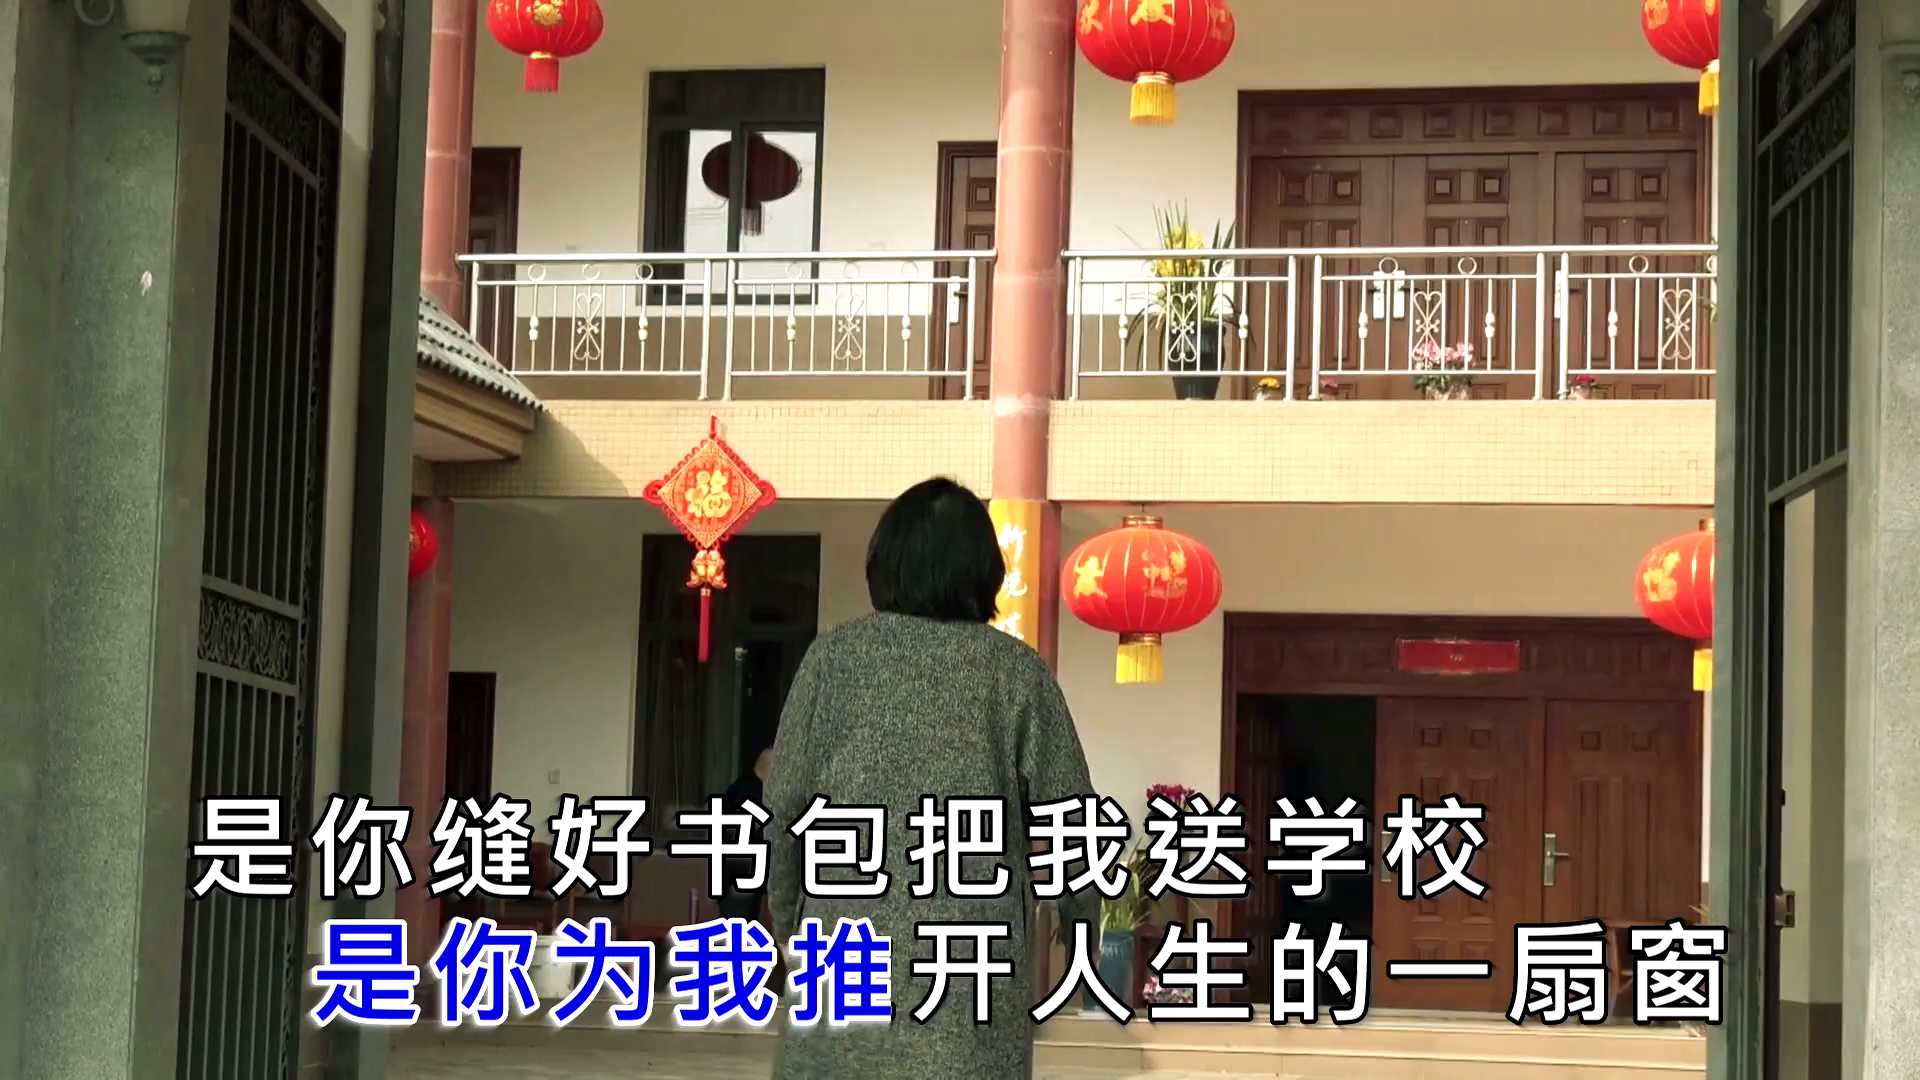 福
是你缝好书包把我送学校
是你为我推开人生的一扇窗